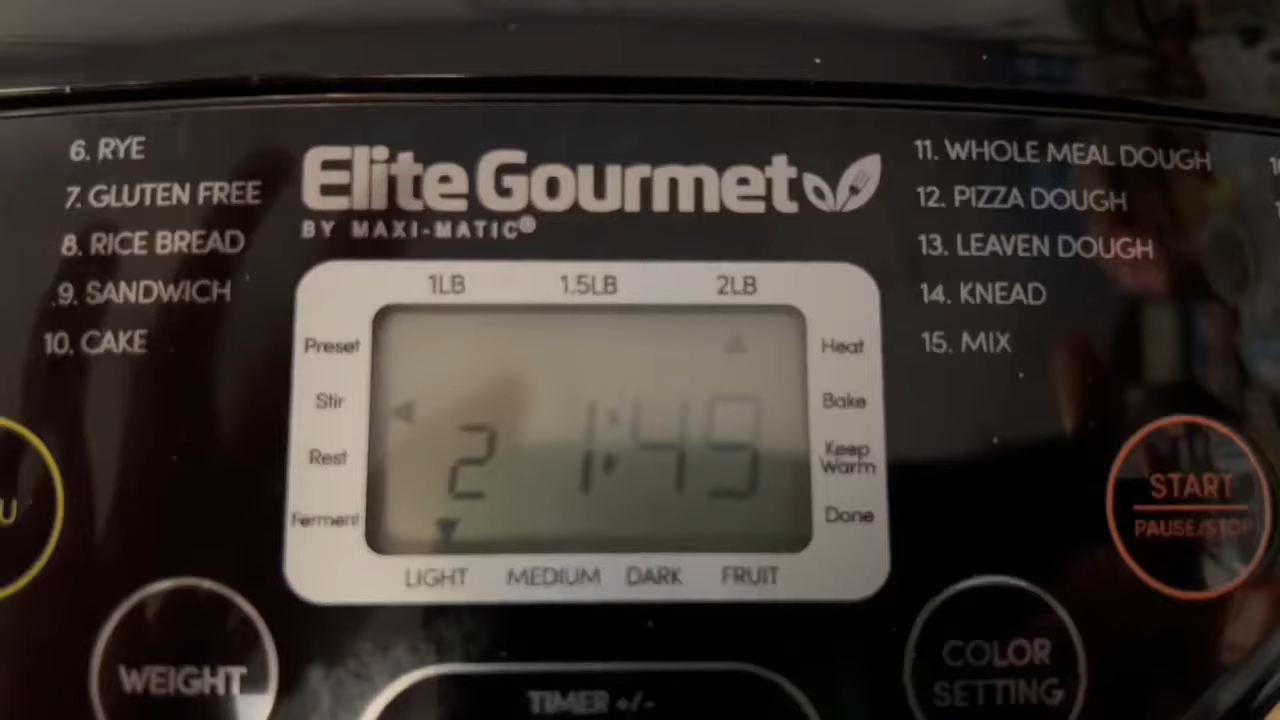 6. RYE
7. GLUTEN FREE
8. RICE BREAD
9. SANDWICH
10. CAKE
Elite Gourmet
BY MAXI-MATIC®
11. WHOLE MEAL DOUGH
12. PIZZA DOUGH
13. LEAVEN DOUGH
14. KNEAD
15. MIX
1LB 1.5LB 2LB
Preset
Stir
Rest
Ferment
2 1:49
Heat
Bake
Keep
Warm
Done
LIGHT MEDIUM DARK FRUIT
START
PAUSE/STOP
WEIGHT
TIMER +/-
COLOR
SETTING